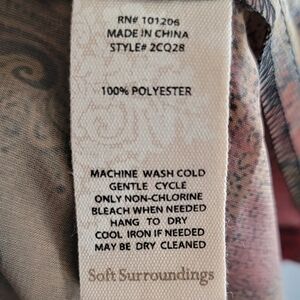 RN# 101206
MADE IN CHINA
STYLE# 2CQ28
100% POLYESTER
MACHINE WASH COLD
GENTLE CYCLE
ONLY NON-CHLORINE
BLEACH WHEN NEEDED
HANG TO DRY
COOL IRON IF NEEDED
MAY BE DRY CLEANED
Soft Surroundings